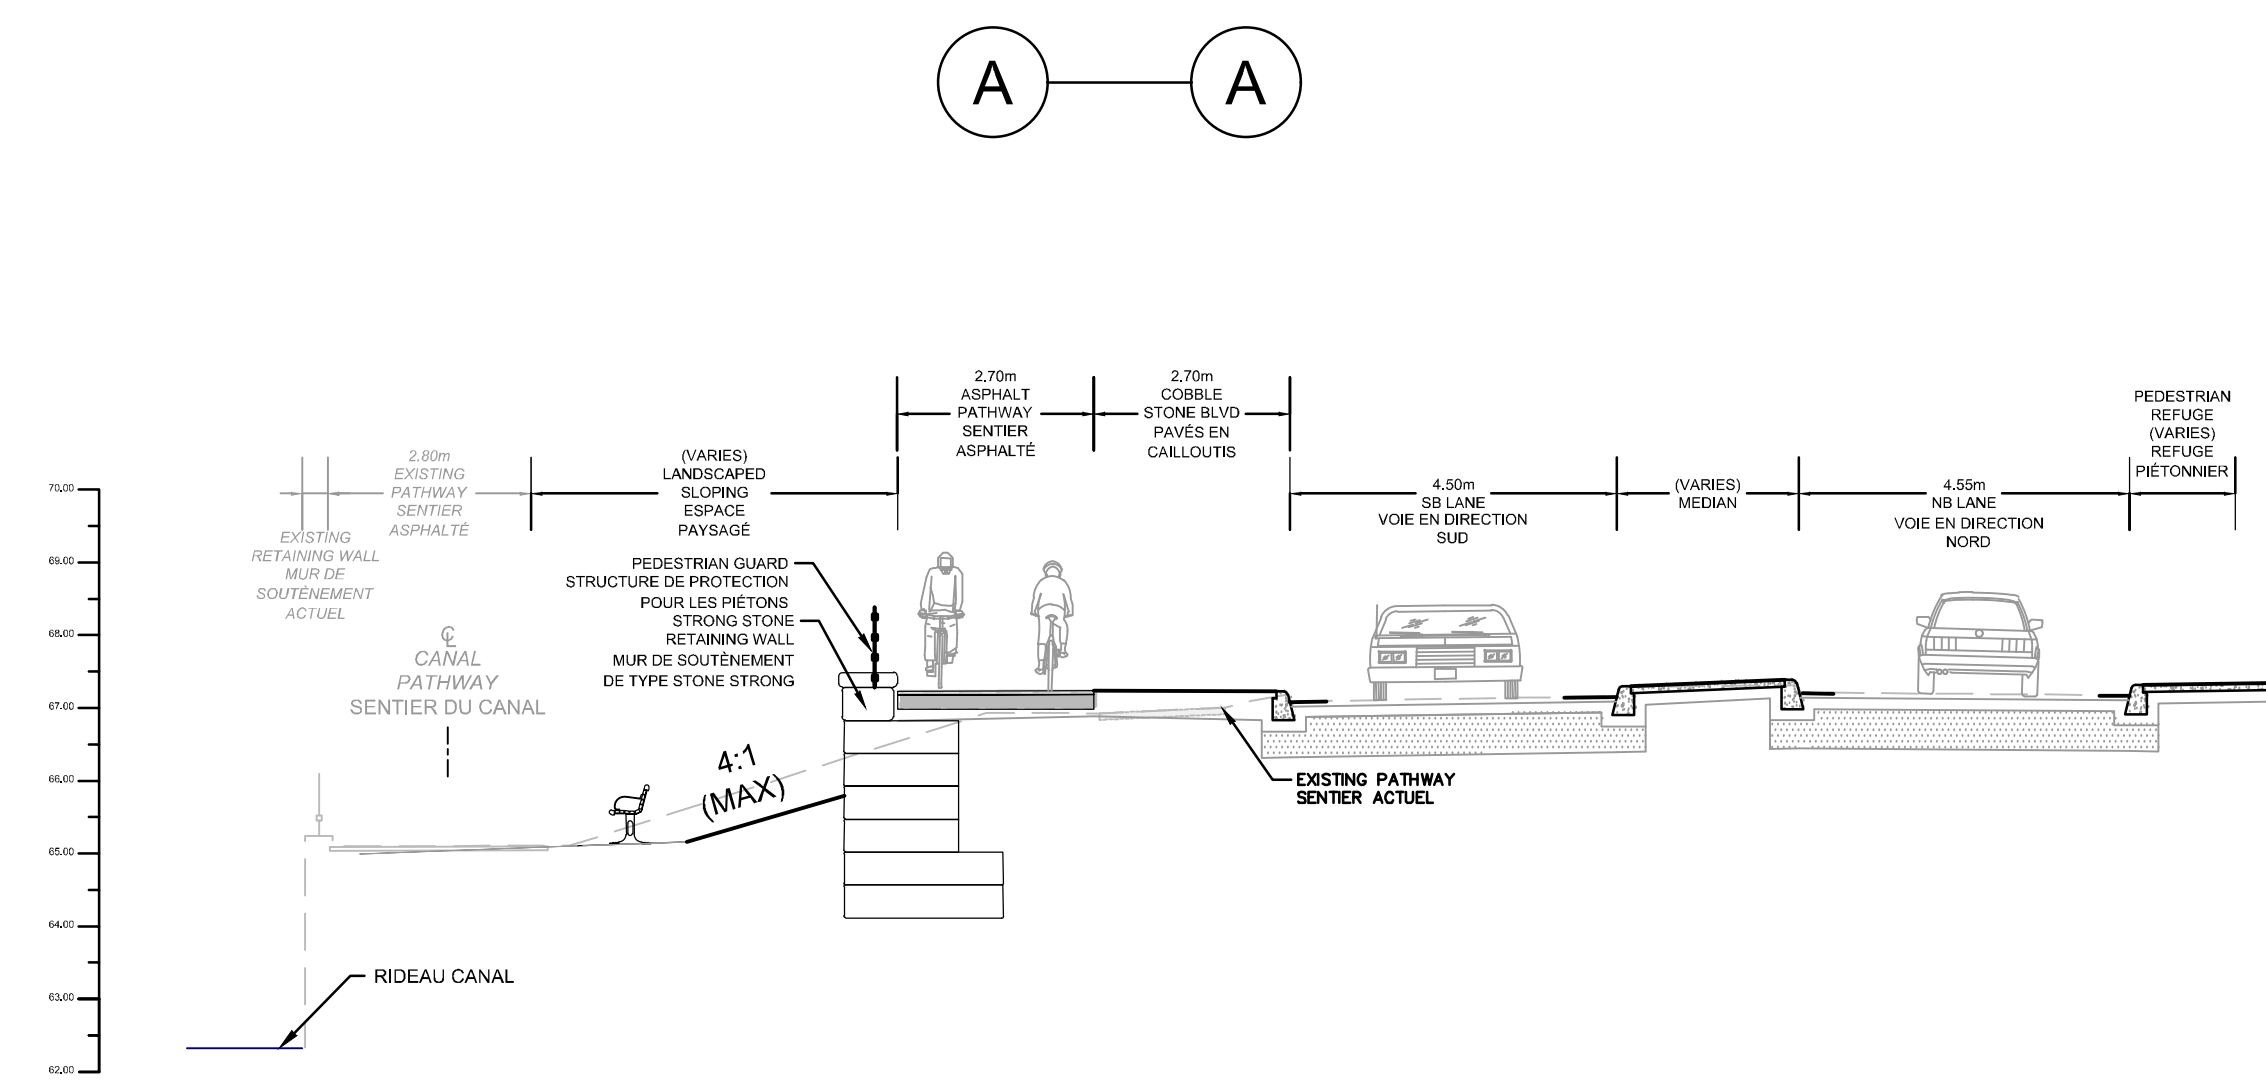 A A
2.70m
ASPHALT
PATHWAY
SENTIER
ASPHALTÉ
2.70m
COBBLE
STONE BLVD
PAVÉS EN
CAILLOUTIS
PEDESTRIAN
REFUGE
(VARIES)
REFUGE
PIÉTONNIER
2.80m
EXISTING
PATHWAY
SENTIER
ASPHALTÉ
(VARIES)
LANDSCAPED
SLOPING
ESPACE
PAYSAGÉ
4.50m
SB LANE
VOIE EN DIRECTION
SUD
(VARIES)
MEDIAN
4.55m
NB LANE
VOIE EN DIRECTION
NORD
EXISTING
RETAINING WALL
MUR DE
SOUTÈNEMENT
ACTUEL
PEDESTRIAN GUARD
STRUCTURE DE PROTECTION
POUR LES PIÉTONS
STRONG STONE
RETAINING WALL
MUR DE SOUTÈNEMENT
DE TYPE STONE STRONG
℄
CANAL
PATHWAY
SENTIER DU CANAL
4:1
(MAX)
EXISTING PATHWAY
SENTIER ACTUEL
RIDEAU CANAL
70.00
69.00
68.00
67.00
66.00
65.00
64.00
63.00
62.00